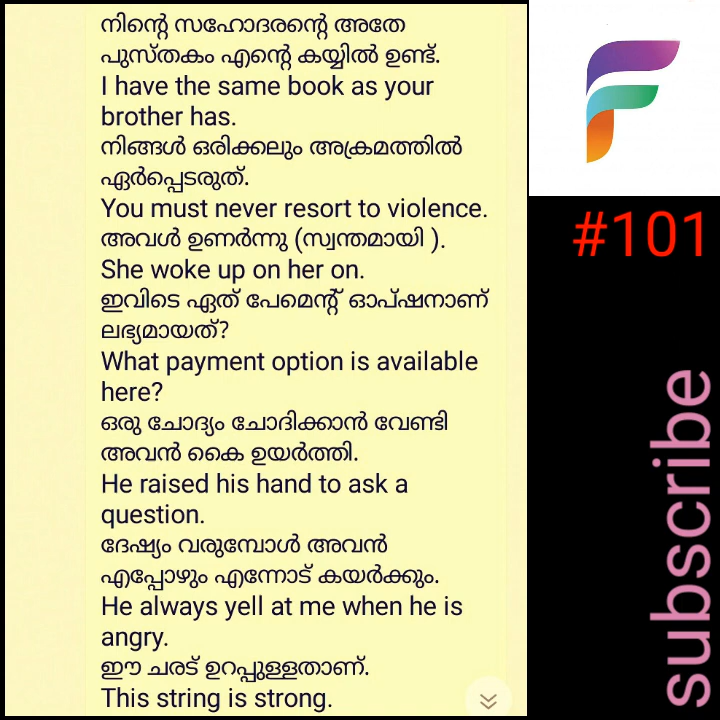 നിന്റെ സഹോദരന്റെ അതേ
പുസ്തകം എന്റെ കയ്യിൽ ഉണ്ട്.
I have the same book as your
brother has.
നിങ്ങൾ ഒരിക്കലും അക്രമത്തിൽ
ഏർപ്പെടരുത്.
You must never resort to violence.
അവൾ ഉണർന്നു (സ്വന്തമായി ).
She woke up on her on.
ഇവിടെ ഏത് പേമെന്റ് ഓപ്ഷനാണ്
ലഭ്യമായത്?
What payment option is available
here?
ഒരു ചോദ്യം ചോദിക്കാൻ വേണ്ടി
അവൻ കൈ ഉയർത്തി.
He raised his hand to ask a
question.
ദേഷ്യം വരുമ്പോൾ അവൻ
എപ്പോഴും എന്നോട് കയർക്കും.
He always yell at me when he is
angry.
ഈ ചരട് ഉറപ്പുള്ളതാണ്.
This string is strong.
F
#101
subscribe